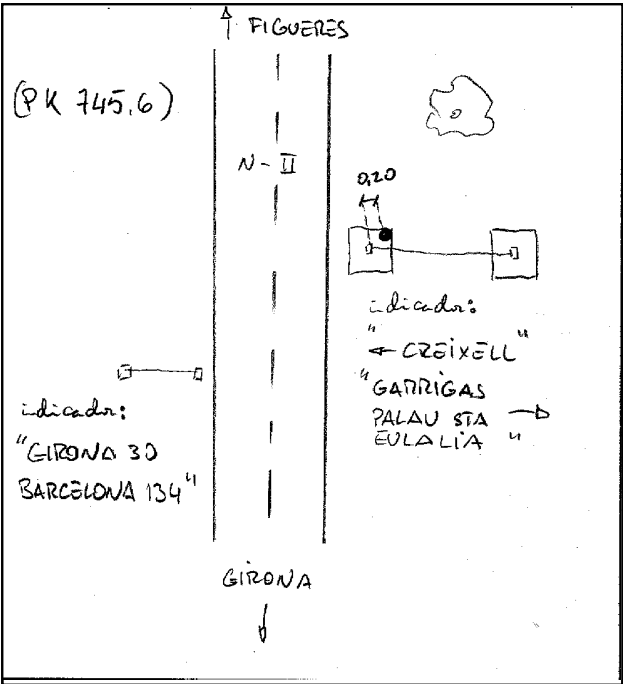 FIGUERES
(PK 745,6)
N-II
0,20
indicador:
"← CREIXELL"
"GARRIGAS
PALAU STA
EULALIA →"
indicador:
"GIRONA 30
BARCELONA 134"
GIRONA